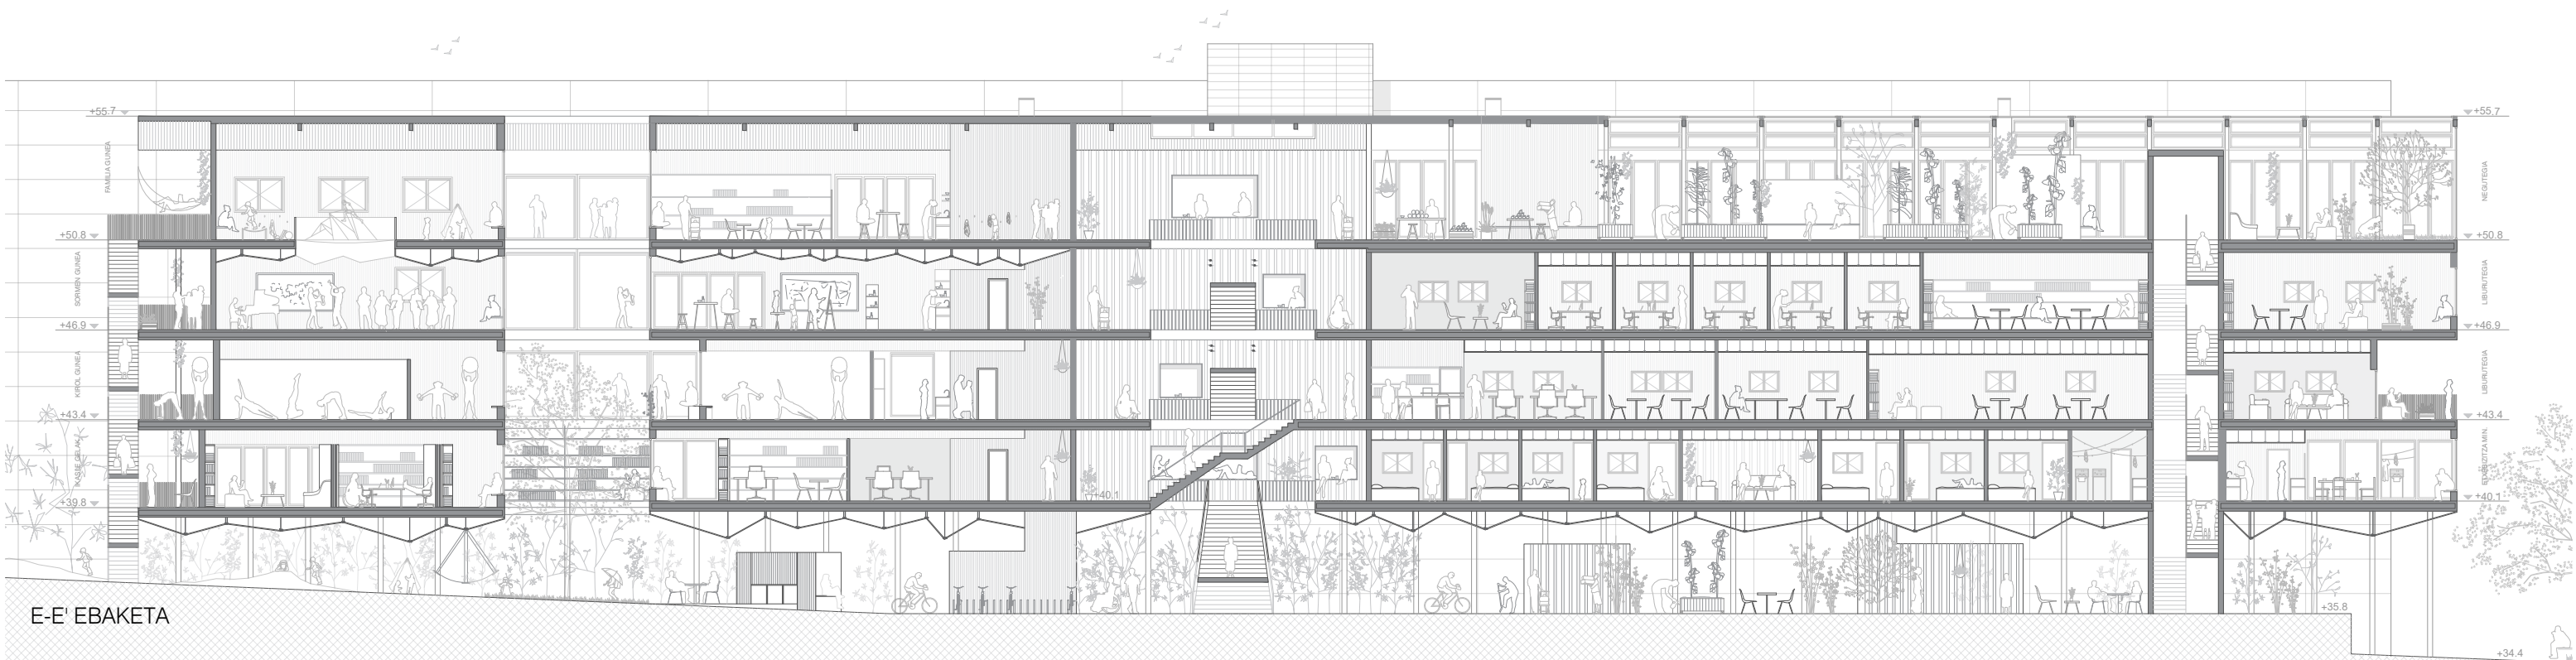 +55.7
FAMILIA GUNEA
+50.8
SORMEN GUNEA
+46.9
KIROL GUNEA
+43.4
+39.8
E-E' EBAKETA
+40.1
+55.7
NEGUTEGIA
+50.8
LIBURUTEGIA
+46.9
LIBURUTEGIA
+43.4
+40.1
+35.8
+34.4